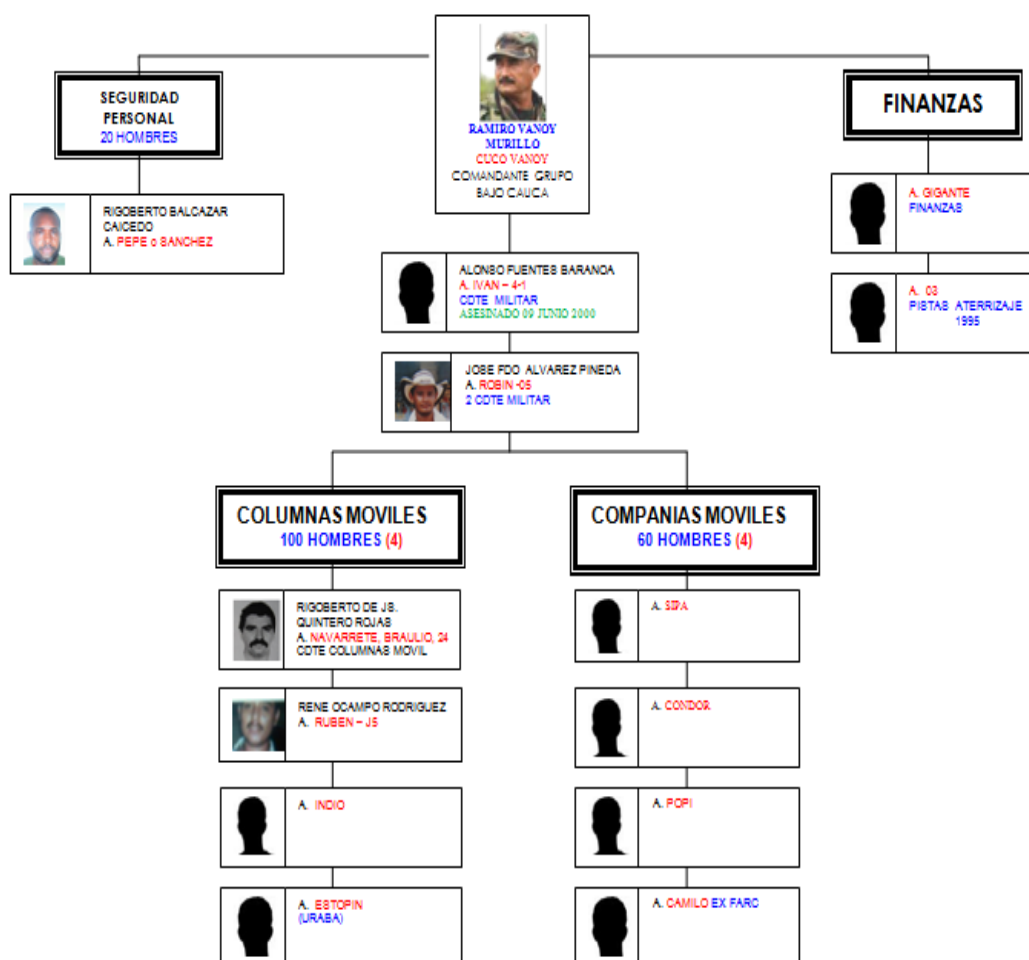 SEGURIDAD
PERSONAL
20 HOMBRES
RIGOBERTO BALCAZAR
CAICEDO
A. PEPE o SANCHEZ
RAMIRO VANOY
MURILLO
CUCO VANOY
COMANDANTE GRUPO
BAJO CAUCA
FINANZAS
A. GIGANTE
FINANZAS
A. 03
PISTAS ATERRIZAJE
1995
ALONSO FUENTES BARANOA
A. IVAN – 4-1
CDTE MILITAR
ASESINADO 09 JUNIO 2000
JOSE FDO ALVAREZ PINEDA
A. ROBIN -05
2 CDTE MILITAR
COLUMNAS MOVILES
100 HOMBRES (4)
RIGOBERTO DE JS.
QUINTERO ROJAS
A. NAVARRETE, BRAULIO, 24
CDTE COLUMNAS MOVIL
RENE OCAMPO RODRIGUEZ
A. RUBEN – J5
A. INDIO
A. ESTOPIN
(URABA)
COMPANIAS MOVILES
60 HOMBRES (4)
A. SIPA
A. CONDOR
A. POPI
A. CAMILO EX FARC